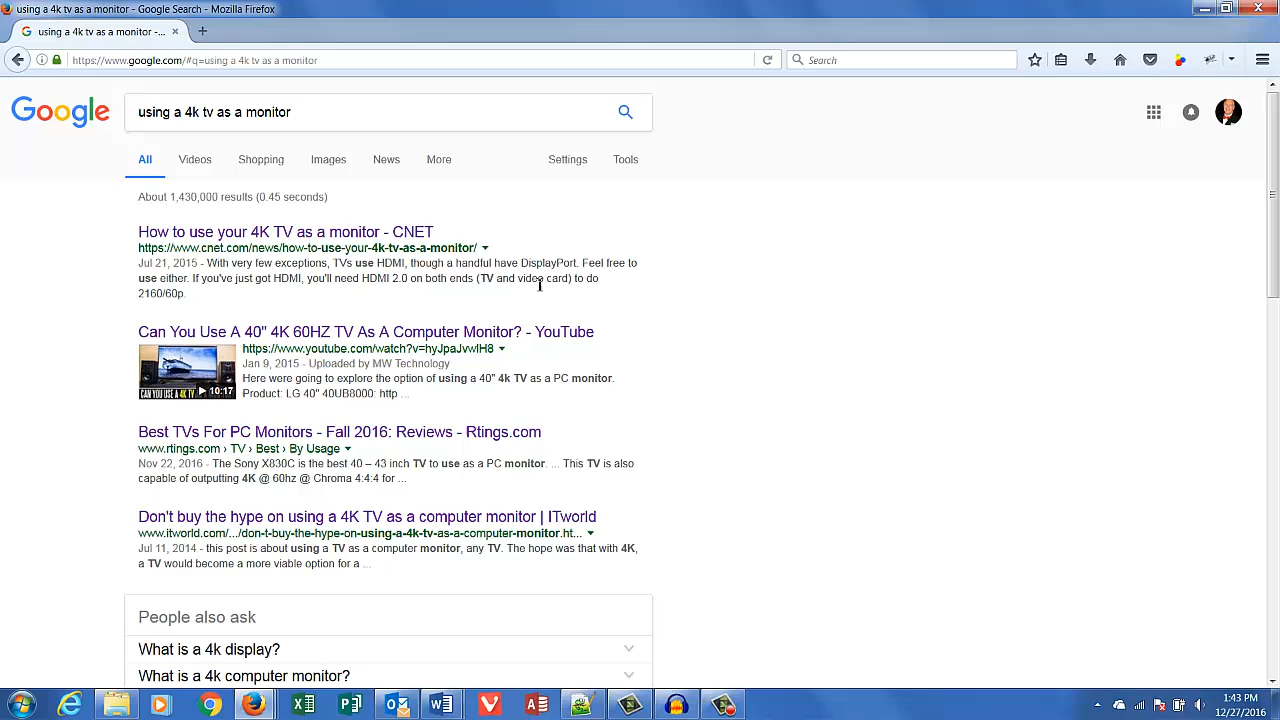 using a 4k tv as a monitor - Google Search - Mozilla Firefox
using a 4k tv as a monitor -...
https://www.google.com/#q=using a 4k tv as a monitor
Search
Google
using a 4k tv as a monitor
All Videos Shopping Images News More Settings Tools
About 1,430,000 results (0.45 seconds)
How to use your 4K TV as a monitor - CNET
https://www.cnet.com/news/how-to-use-your-4k-tv-as-a-monitor/
Jul 21, 2015 - With very few exceptions, TVs use HDMI, though a handful have DisplayPort. Feel free to
use either. If you've just got HDMI, you'll need HDMI 2.0 on both ends (TV and video card) to do
2160/60p.
Can You Use A 40" 4K 60HZ TV As A Computer Monitor? - YouTube
https://www.youtube.com/watch?v=hyJpaJvwlH8
Jan 9, 2015 - Uploaded by MW Technology
Here were going to explore the option of using a 40" 4k TV as a PC monitor.
Product: LG 40" 40UB8000: http ...
CAN YOU USE A 4K TV
10:17
Best TVs For PC Monitors - Fall 2016: Reviews - Rtings.com
www.rtings.com › TV › Best › By Usage
Nov 22, 2016 - The Sony X830C is the best 40 – 43 inch TV to use as a PC monitor. ... This TV is also
capable of outputting 4K @ 60hz @ Chroma 4:4:4 for ...
Don't buy the hype on using a 4K TV as a computer monitor | ITworld
www.itworld.com/.../don-t-buy-the-hype-on-using-a-4k-tv-as-a-computer-monitor.ht...
Jul 11, 2014 - this post is about using a TV as a computer monitor, any TV. The hope was that with 4K,
a TV would become a more viable option for a ...
People also ask
What is a 4k display?
What is a 4k computer monitor?
1:43 PM
12/27/2016